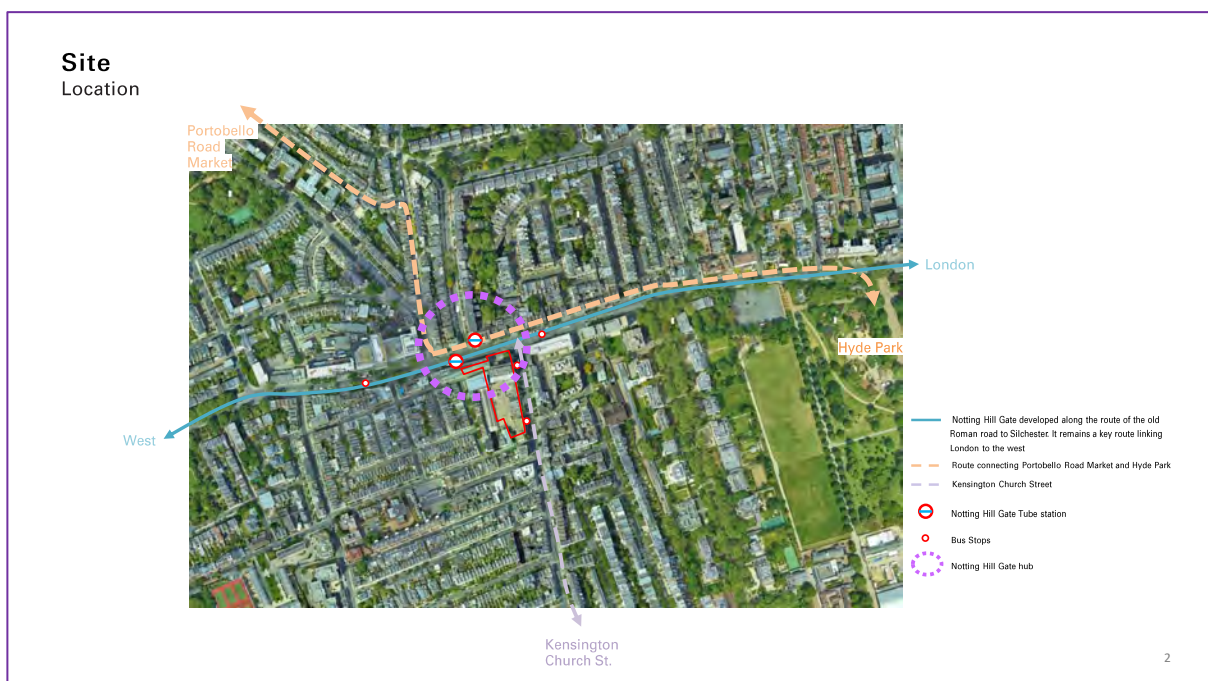 Site
Location
Portobello
Road
Market
London
Hyde Park
West
Notting Hill Gate developed along the route of the old
Roman road to Silchester. It remains a key route linking
London to the west
Route connecting Portobello Road Market and Hyde Park
Kensington Church Street
Notting Hill Gate Tube station
Bus Stops
Notting Hill Gate hub
Kensington
Church St.
2